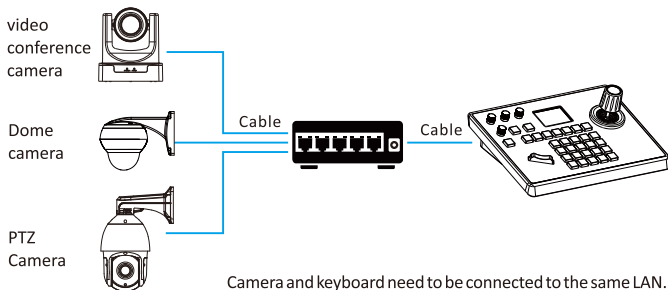 video
conference
camera
Cable
Cable
Dome
camera
PTZ
Camera
Camera and keyboard need to be connected to the same LAN.